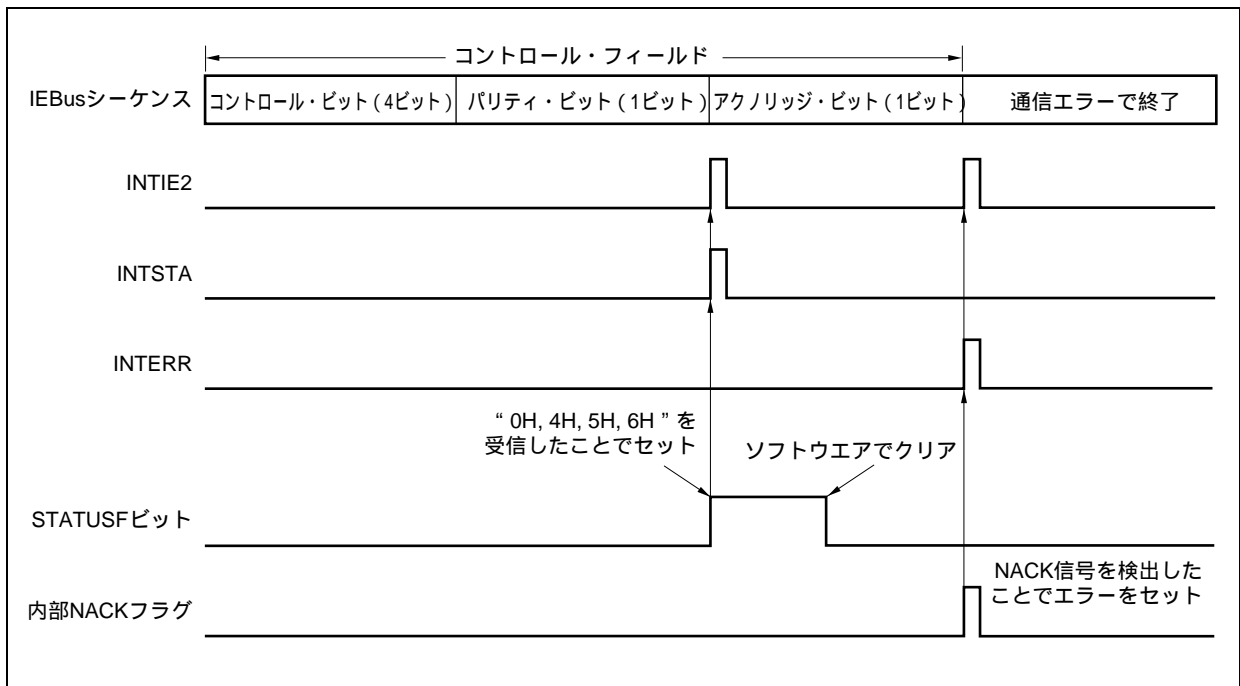 コントロール・フィールド
IEBusシーケンス
コントロール・ビット(4ビット)
パリティ・ビット(1ビット)
アクノリッジ・ビット(1ビット)
通信エラーで終了
INTIE2
INTSTA
INTERR
“0H, 4H, 5H, 6H”を
受信したことでセット
ソフトウエアでクリア
STATUSFビット
NACK信号を検出した
ことでエラーをセット
内部NACKフラグ